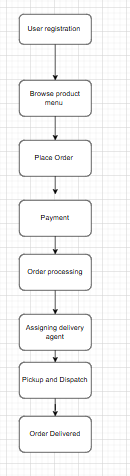 User registration
Browse product
menu
Place Order
Payment
Order processing
Assigning delivery
agent
Pickup and Dispatch
Order Delivered